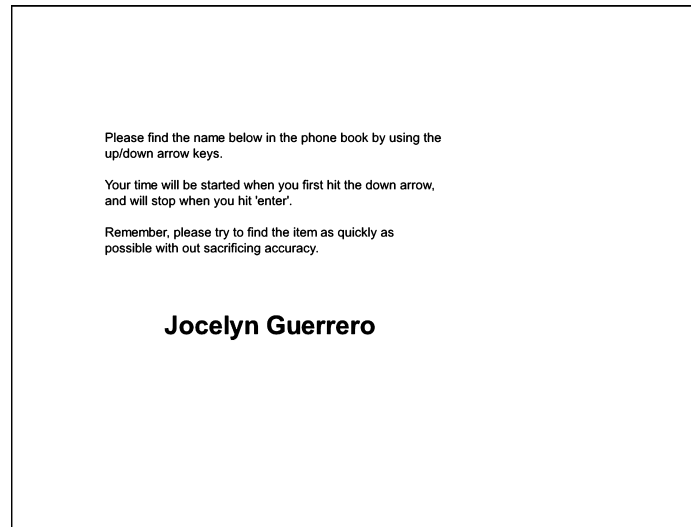 Please find the name below in the phone book by using the
up/down arrow keys.
Your time will be started when you first hit the down arrow,
and will stop when you hit 'enter'.
Remember, please try to find the item as quickly as
possible with out sacrificing accuracy.
Jocelyn Guerrero